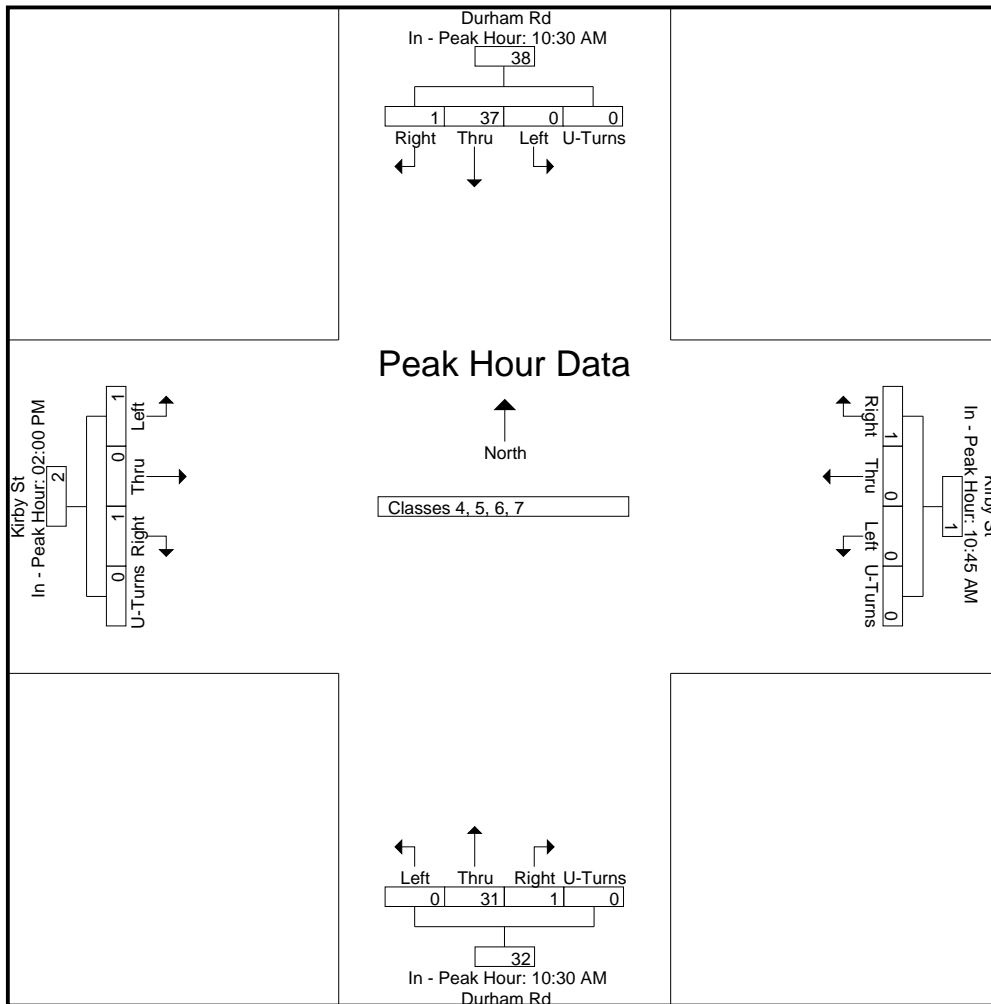 Durham Rd
In - Peak Hour: 10:30 AM
38
1 37 0 0
Right Thru Left U-Turns
Peak Hour Data
North
Classes 4, 5, 6, 7
Kirby St
In - Peak Hour: 02:00 PM
2
1 0 1 0
Left Thru Right U-Turns
Kirby St
In - Peak Hour: 10:45 AM
1
1 0 0 0
Right Thru Left U-Turns
Left Thru Right U-Turns
0 31 1 0
32
In - Peak Hour: 10:30 AM
Durham Rd